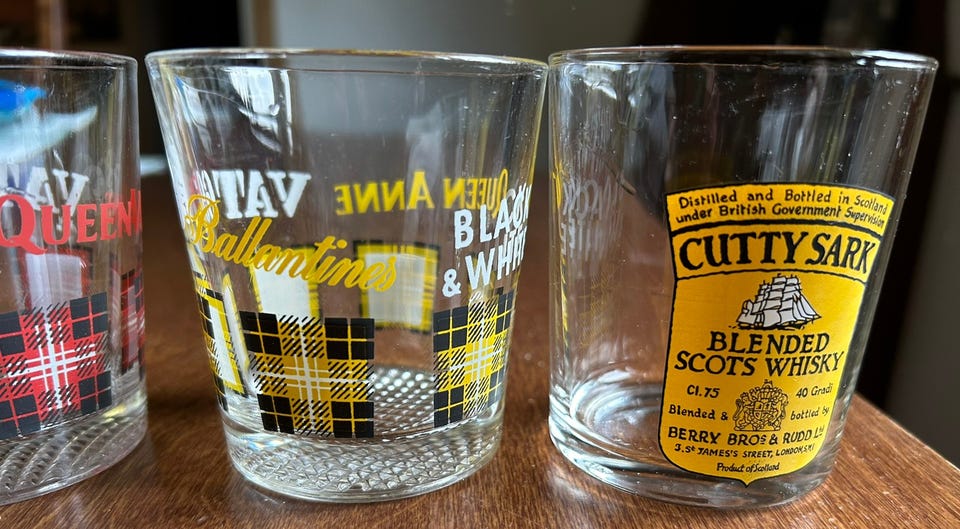 VAT
QUEEN
VAT
QUEEN ANNE
Ballantines
BLACK
& WHITE
Distilled and Bottled in Scotland
under British Government Supervision
CUTTY SARK
BLENDED
SCOTS WHISKY
Cl. 75 40 Gradi
Blended & bottled by
BERRY BROS & RUDD Ltd
3, St JAMES'S STREET, LONDON, S.W.1
Product of Scotland